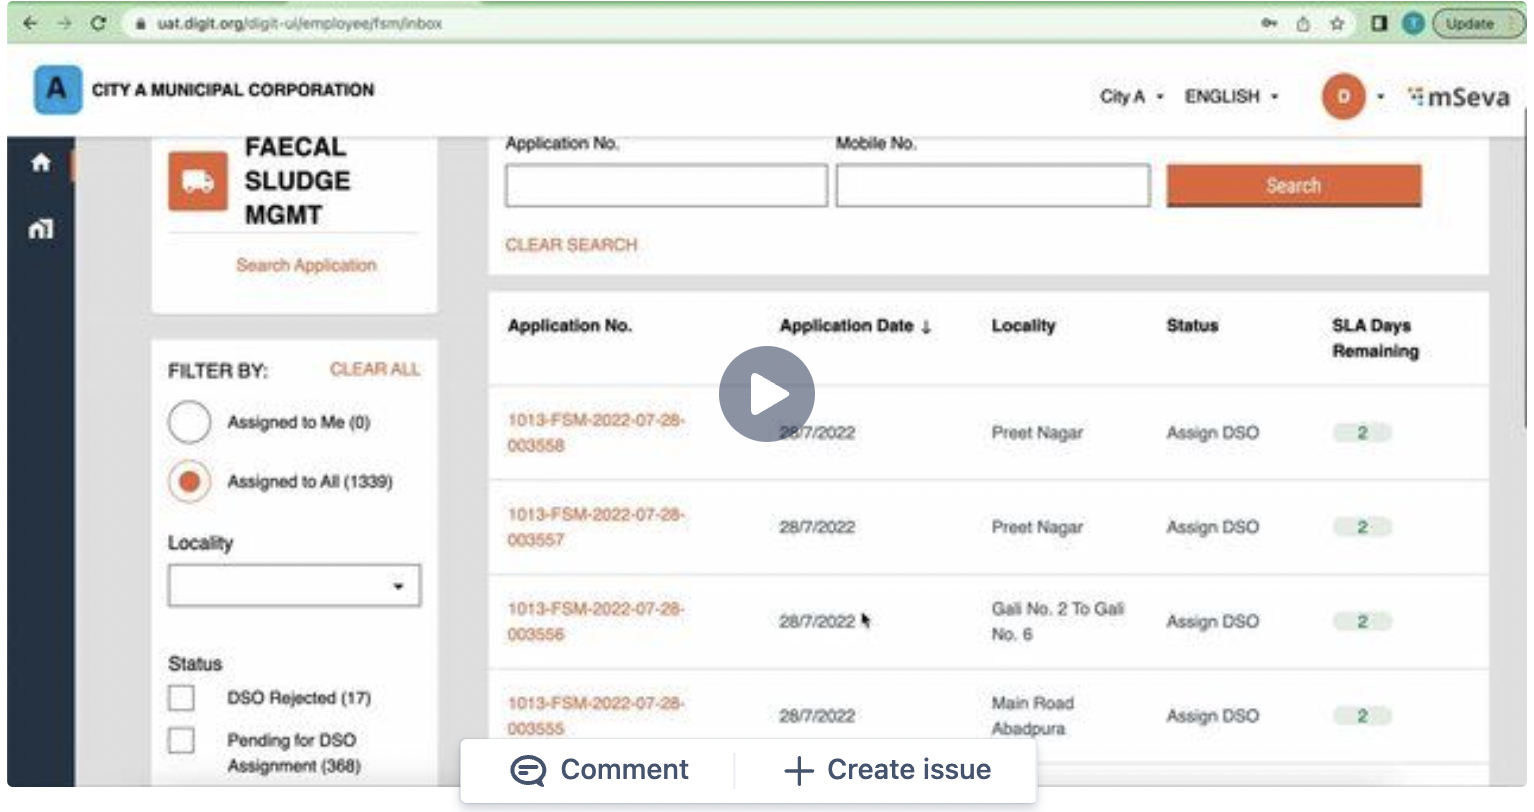 uat.digit.org/digit-ui/employee/fsm/inbox
Update
A
CITY A MUNICIPAL CORPORATION
City A
ENGLISH
D
mSeva
FAECAL
SLUDGE
MGMT
Search Application
Application No.
Mobile No.
Search
CLEAR SEARCH
FILTER BY:
CLEAR ALL
Assigned to Me (0)
Assigned to All (1339)
Locality
Status
DSO Rejected (17)
Pending for DSO
Assignment (368)
Application No.
Application Date ↓
Locality
Status
SLA Days
Remaining
1013-FSM-2022-07-28-
003558
28/7/2022
Preet Nagar
Assign DSO
2
1013-FSM-2022-07-28-
003557
28/7/2022
Preet Nagar
Assign DSO
2
1013-FSM-2022-07-28-
003556
28/7/2022
Gali No. 2 To Gali
No. 6
Assign DSO
2
1013-FSM-2022-07-28-
003555
28/7/2022
Main Road
Abadpura
Assign DSO
2
Comment
Create issue